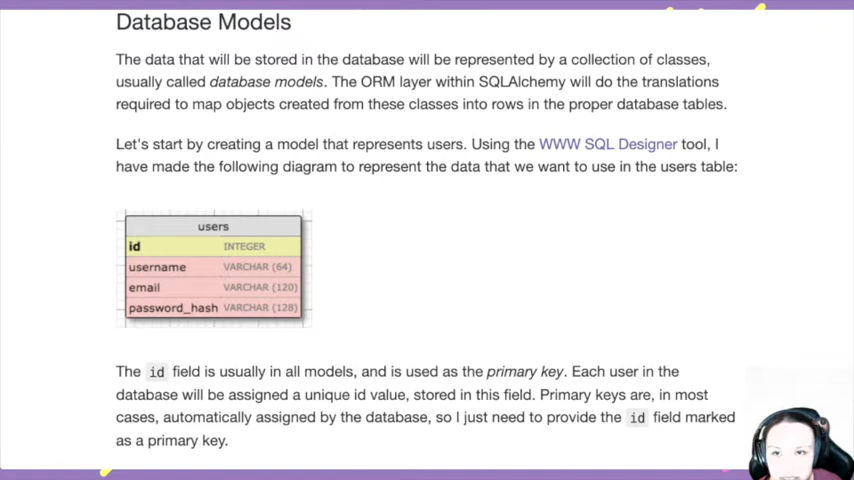 Database Models
The data that will be stored in the database will be represented by a collection of classes,
usually called database models. The ORM layer within SQLAlchemy will do the translations
required to map objects created from these classes into rows in the proper database tables.
Let's start by creating a model that represents users. Using the WWW SQL Designer tool, I
have made the following diagram to represent the data that we want to use in the users table:
users
id INTEGER
username VARCHAR (64)
email VARCHAR (120)
password_hash VARCHAR (128)
The id field is usually in all models, and is used as the primary key. Each user in the
database will be assigned a unique id value, stored in this field. Primary keys are, in most
cases, automatically assigned by the database, so I just need to provide the id field marked
as a primary key.